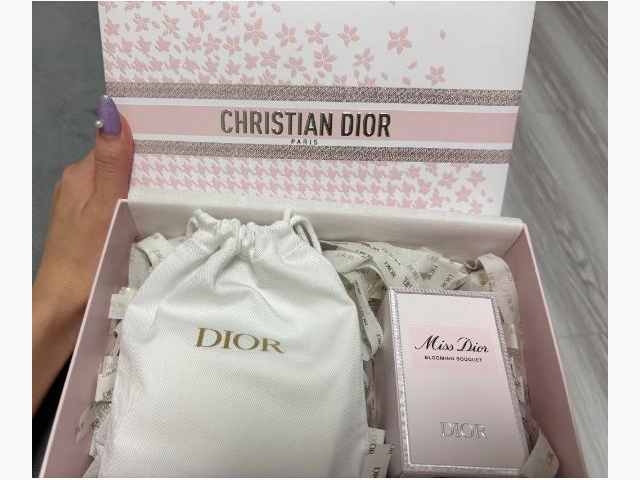 CHRISTIAN DIOR
PARIS
DIOR
Miss Dior
BLOOMING BOUQUET
DIOR